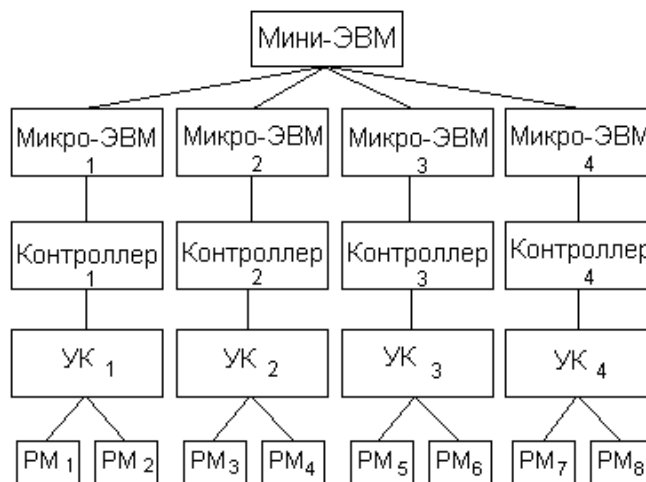 Мини-ЭВМ
Микро-ЭВМ 1
Микро-ЭВМ 2
Микро-ЭВМ 3
Микро-ЭВМ 4
Контроллер 1
Контроллер 2
Контроллер 3
Контроллер 4
УК 1
УК 2
УК 3
УК 4
РМ 1
РМ 2
РМ3
РМ4
РМ5
РМ6
РМ7
РМ8